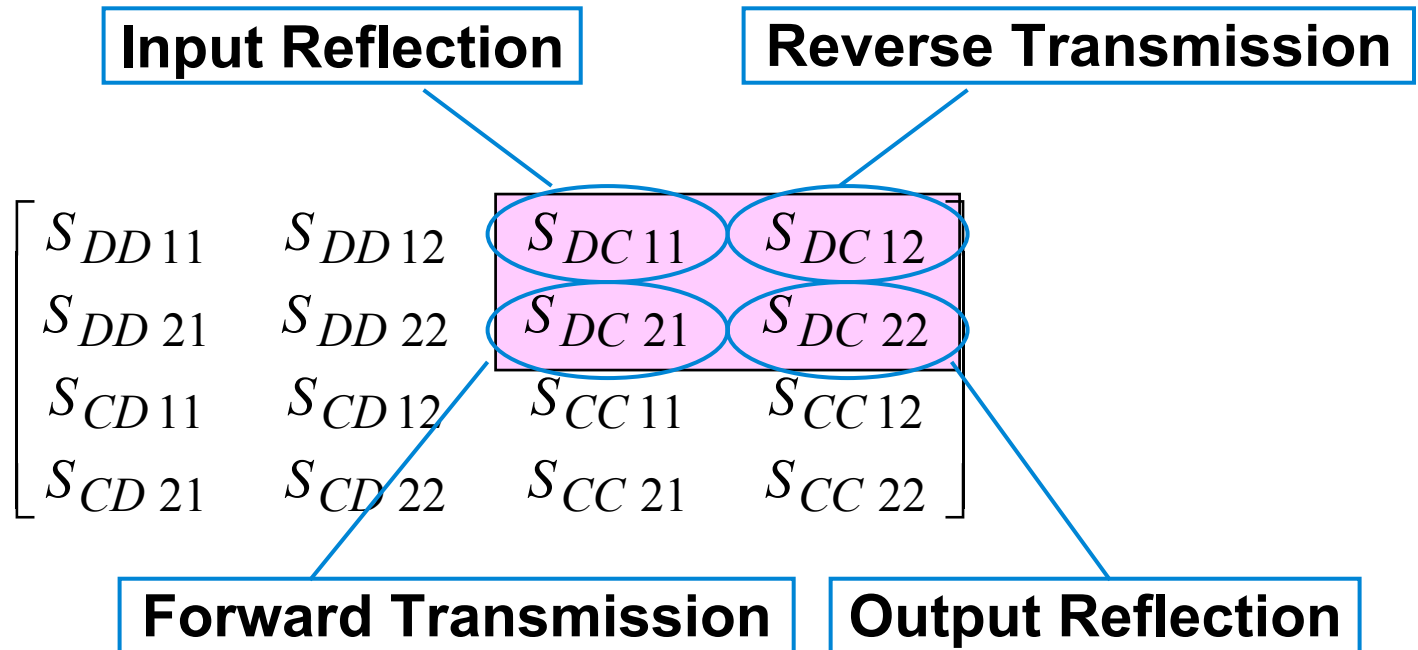 Input Reflection Reverse Transmission
S DD 11 S DD 12 S DC 11 S DC 12
S DD 21 S DD 22 S DC 21 S DC 22
S CD 11 S CD 12 S CC 11 S CC 12
S CD 21 S CD 22 S CC 21 S CC 22
Forward Transmission Output Reflection